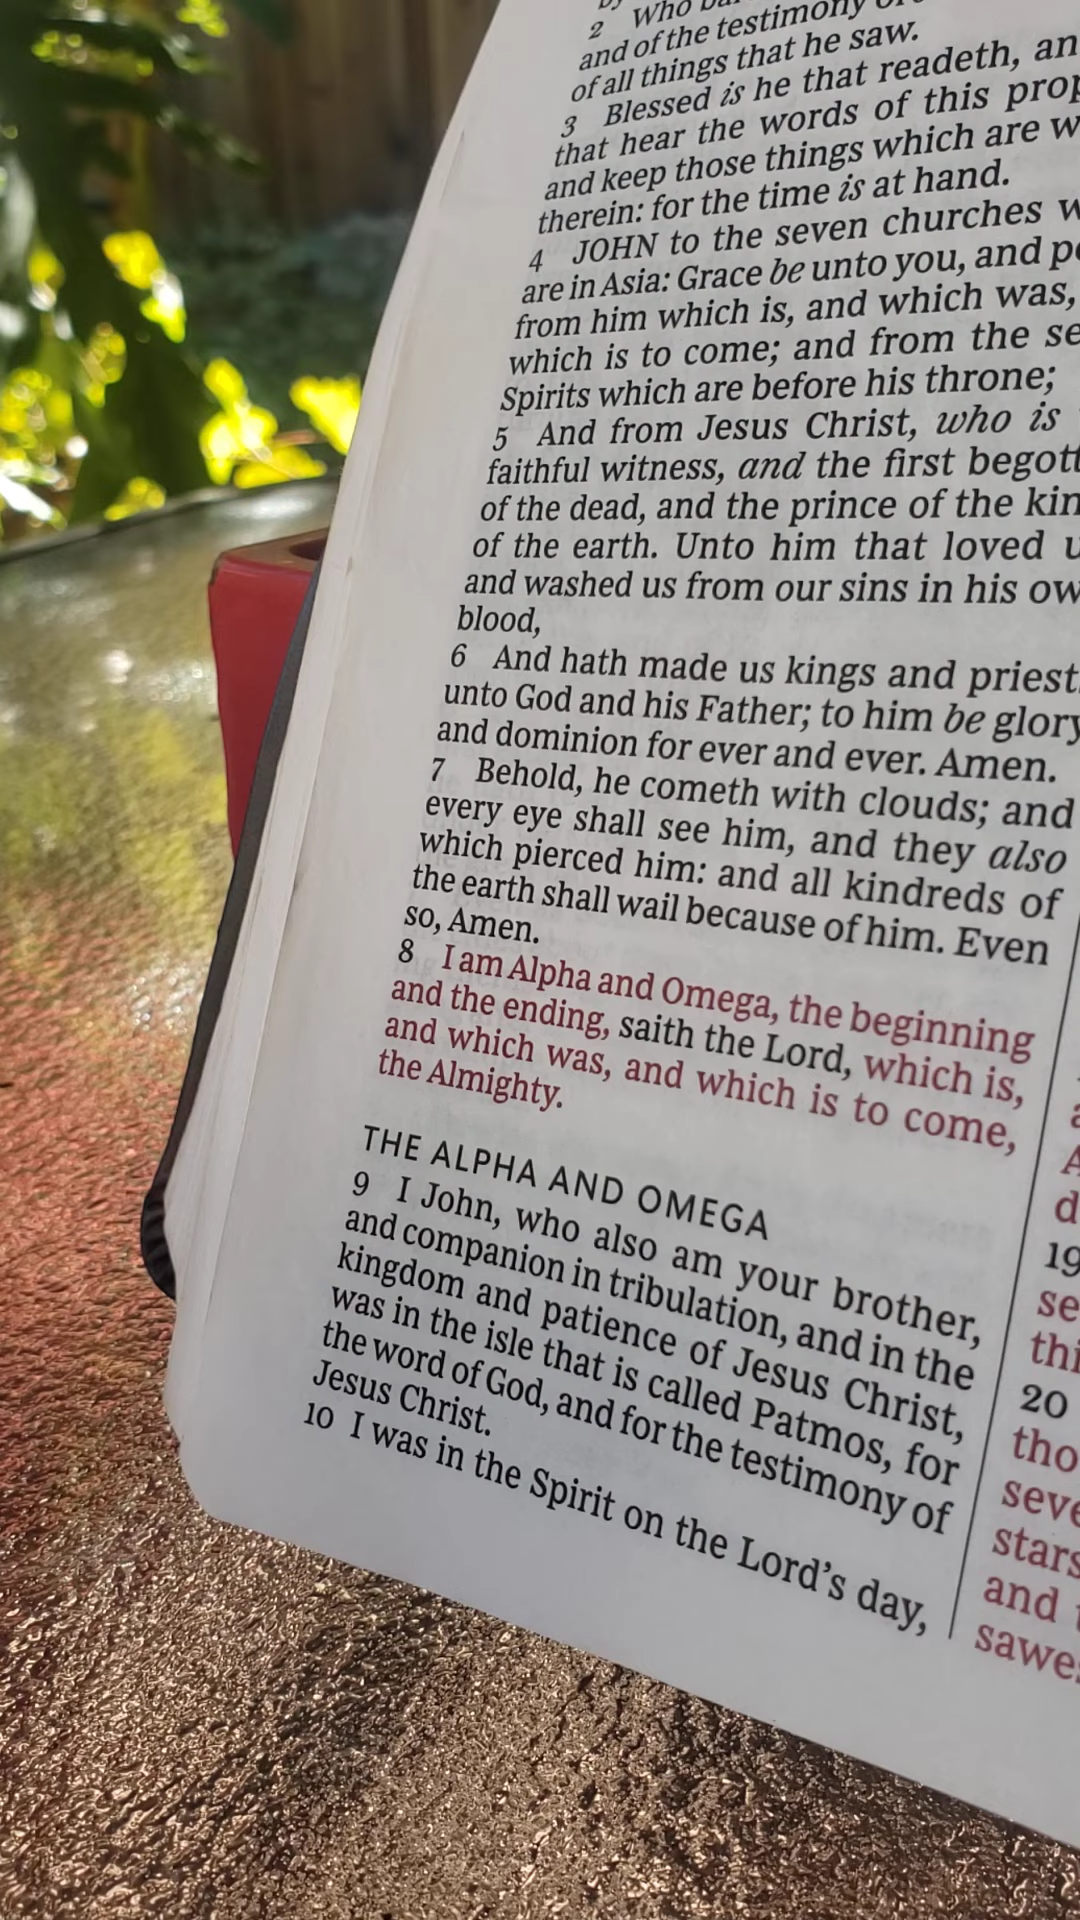 2 Who
and of the testimony
of all things that he saw.
3 Blessed is he that readeth, an
that hear the words of this prop
and keep those things which are w
therein: for the time is at hand.
4 JOHN to the seven churches w
are in Asia: Grace be unto you, and pe
from him which is, and which was,
which is to come; and from the se
Spirits which are before his throne;
5 And from Jesus Christ, who is
faithful witness, and the first begott
of the dead, and the prince of the kin
of the earth. Unto him that loved u
and washed us from our sins in his ow
blood,
6 And hath made us kings and priest
unto God and his Father; to him be glory
and dominion for ever and ever. Amen.
7 Behold, he cometh with clouds; and
every eye shall see him, and they also
which pierced him: and all kindreds of
the earth shall wail because of him. Even
so, Amen.
8 I am Alpha and Omega, the beginning
and the ending, saith the Lord, which is,
and which was, and which is to come,
the Almighty.
THE ALPHA AND OMEGA
9 I John, who also am your brother,
and companion in tribulation, and in the
kingdom and patience of Jesus Christ,
was in the isle that is called Patmos, for
the word of God, and for the testimony of
Jesus Christ.
10 I was in the Spirit on the Lord's day,
a
A
d
19
se
thi
20
tho
seve
stars
and
sawes